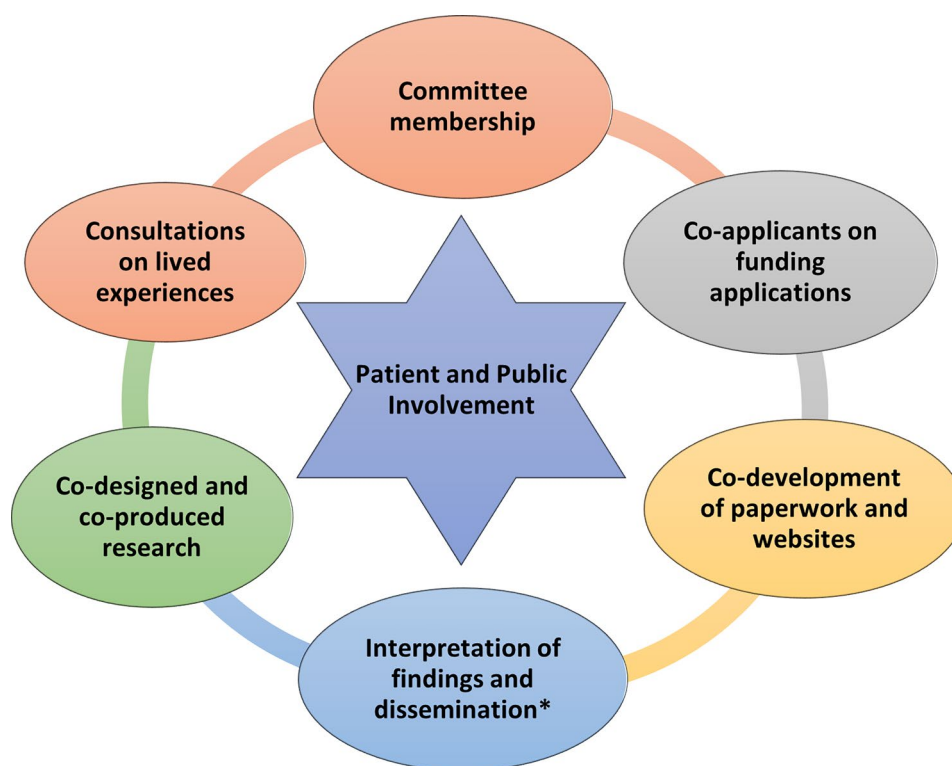 Committee
membership
Co-applicants on
funding
applications
Co-development
of paperwork and
websites
Interpretation of
findings and
dissemination*
Co-designed and
co-produced
research
Consultations
on lived
experiences
Patient and Public
Involvement